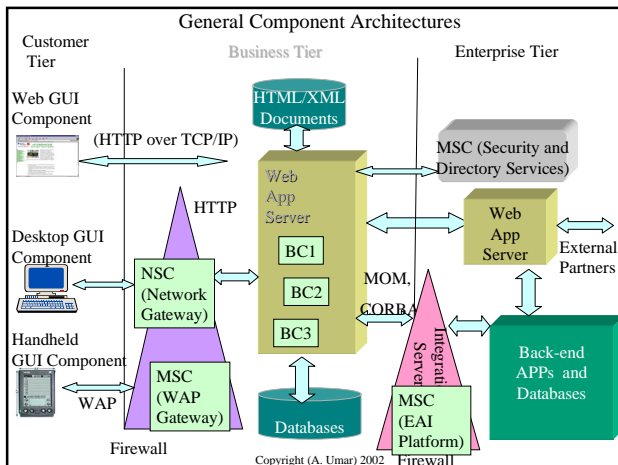 General Component Architectures
Customer
Tier
Business Tier
Enterprise Tier
Web GUI
Component
(HTTP over TCP/IP)
HTML/XML
Documents
MSC (Security and
Directory Services)
Web
App
Server
HTTP
BC1
BC2
BC3
Web
App
Server
External
Partners
Desktop GUI
Component
NSC
(Network
Gateway)
MOM,
CORBA
Handheld
GUI Component
WAP
MSC
(WAP
Gateway)
Integrati
Server
Back-end
APPs and
Databases
MSC
(EAI
Platform)
Databases
Firewall
Firewall
Copyright (A. Umar) 2002